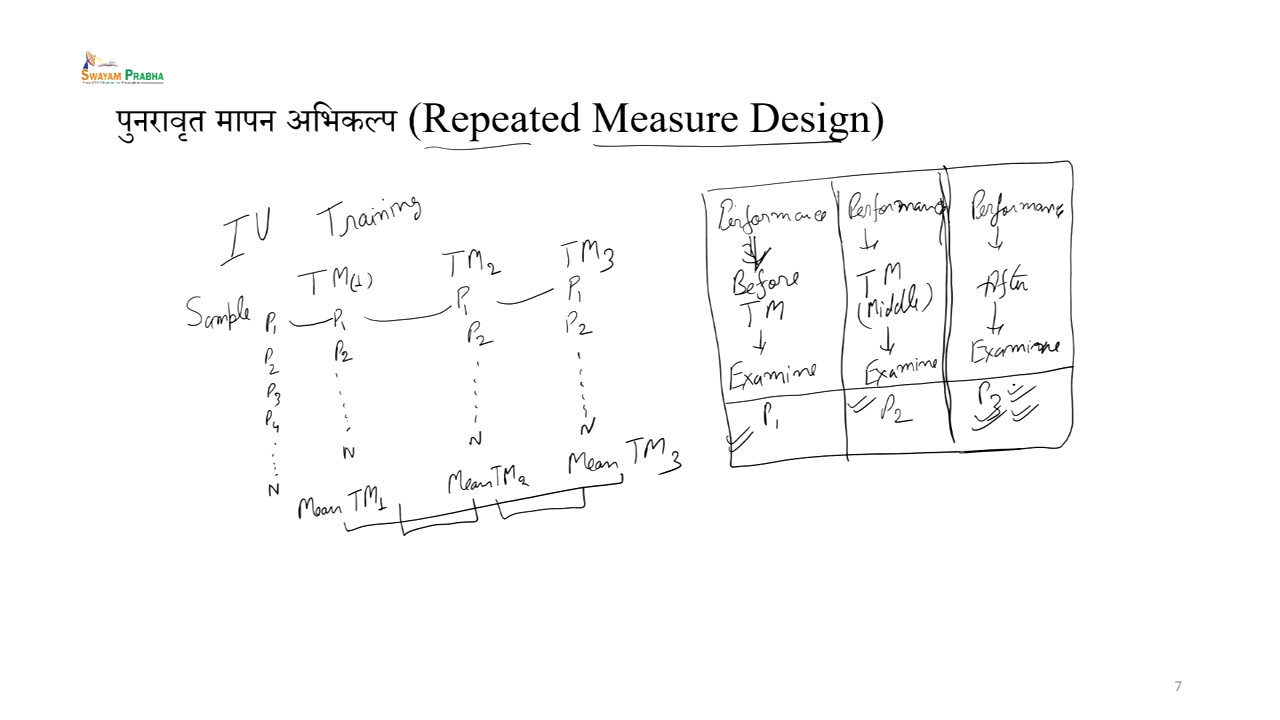 SWAYAM PRABHA
पुनरावृत मापन अभिकल्प (Repeated Measure Design)
IV Training
TM(1) TM2 TM3
Sample P1 P1 P1 P1
P2 P2 P2 P2
P3
P4
N N N N
Mean TM1 Mean TM2 Mean TM3
Performance Performance Performance
Before TM After
TM (Middle)
Examine Examine Examine
P1 P2 P3
7